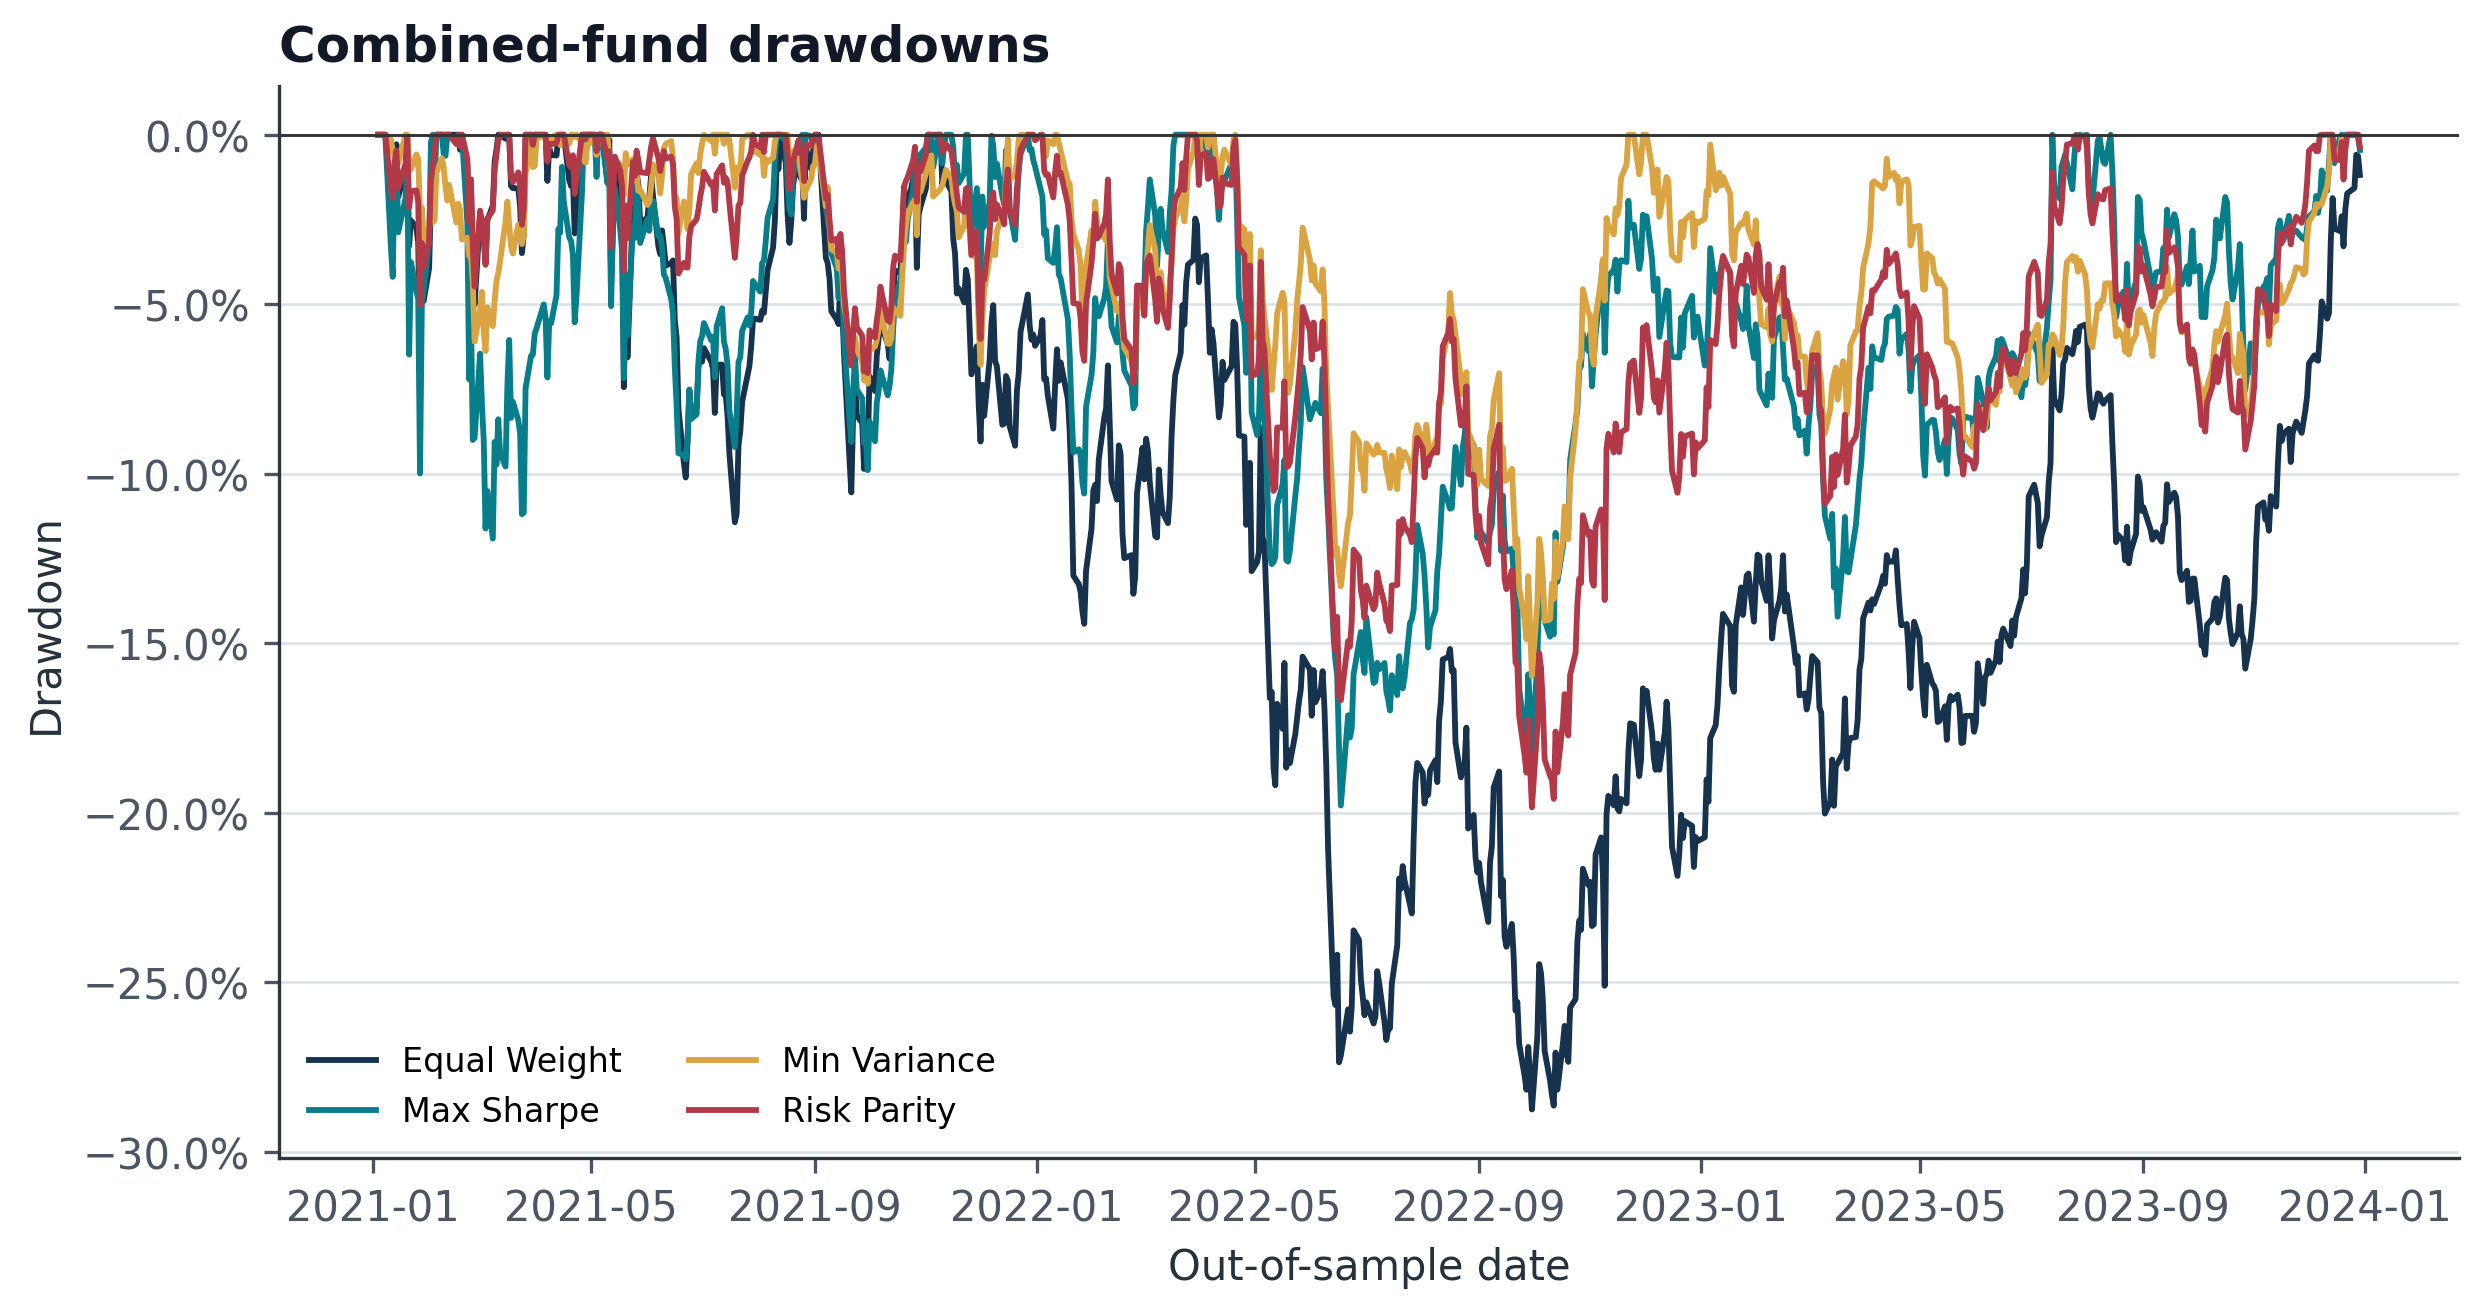 Combined-fund drawdowns
Drawdown
0.0%
−5.0%
−10.0%
−15.0%
−20.0%
−25.0%
−30.0%
Equal Weight
Max Sharpe
Min Variance
Risk Parity
2021-01 2021-05 2021-09 2022-01 2022-05 2022-09 2023-01 2023-05 2023-09 2024-01
Out-of-sample date